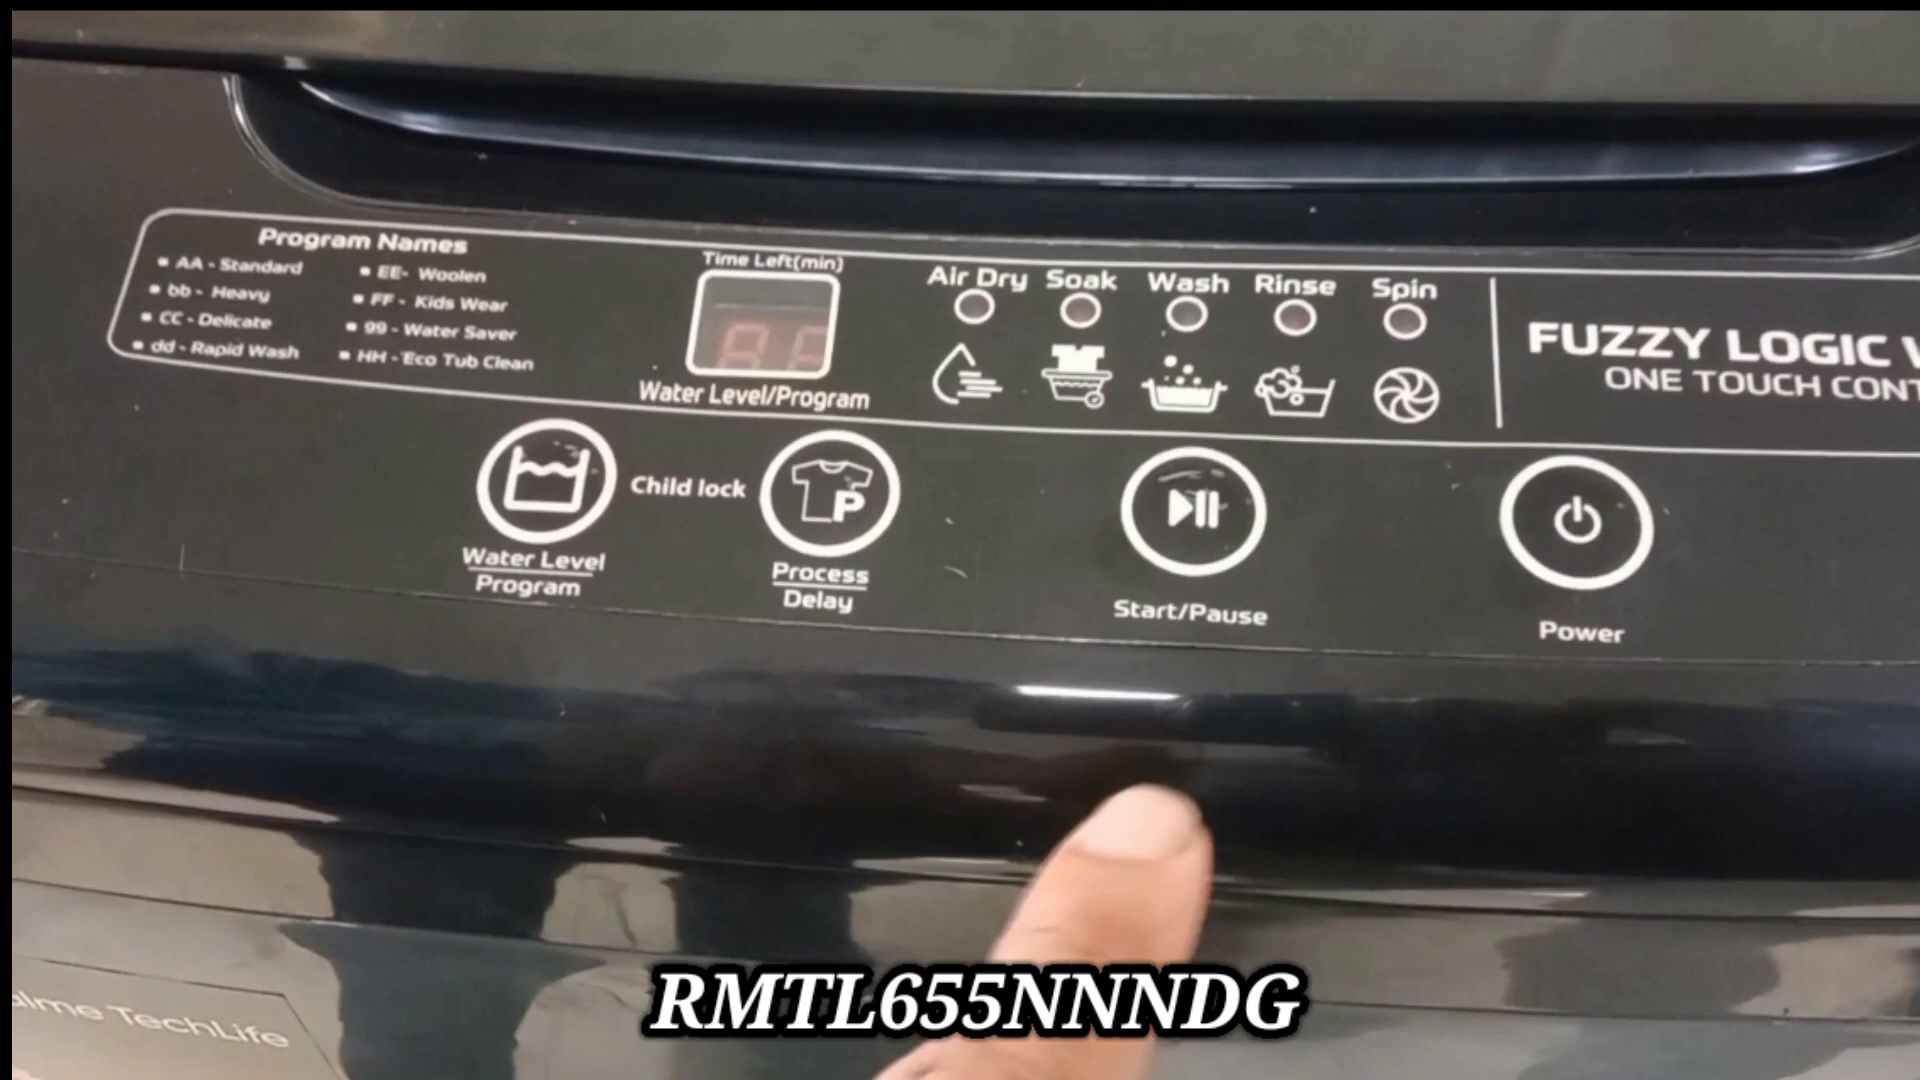 Program Names
▪ AA - Standard
▪ bb - Heavy
▪ CC - Delicate
▪ dd - Rapid Wash
▪ EE- Woolen
▪ FF - Kids Wear
▪ 99 - Water Saver
▪ HH - Eco Tub Clean
Time Left(min)
Water Level/Program
Air Dry Soak Wash Rinse Spin
FUZZY LOGIC
ONE TOUCH CONT
Water Level
Program
Child lock
P
Process
Delay
Start/Pause
Power
alme TechLife
RMTL655NNNDG